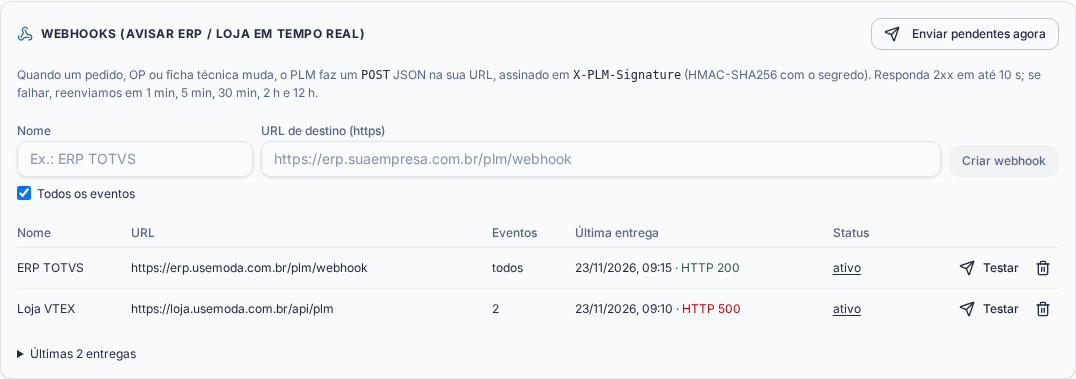 WEBHOOKS (AVISAR ERP / LOJA EM TEMPO REAL)
Enviar pendentes agora
Quando um pedido, OP ou ficha técnica muda, o PLM faz um POST JSON na sua URL, assinado em X-PLM-Signature (HMAC-SHA256 com o segredo). Responda 2xx em até 10 s; se
falhar, reenviamos em 1 min, 5 min, 30 min, 2 h e 12 h.
Nome
URL de destino (https)
Ex.: ERP TOTVS
https://erp.suaempresa.com.br/plm/webhook
Criar webhook
Todos os eventos
Nome URL Eventos Última entrega Status
ERP TOTVS https://erp.usemoda.com.br/plm/webhook todos 23/11/2026, 09:15 · HTTP 200 ativo Testar
Loja VTEX https://loja.usemoda.com.br/api/plm 2 23/11/2026, 09:10 · HTTP 500 ativo Testar
Últimas 2 entregas